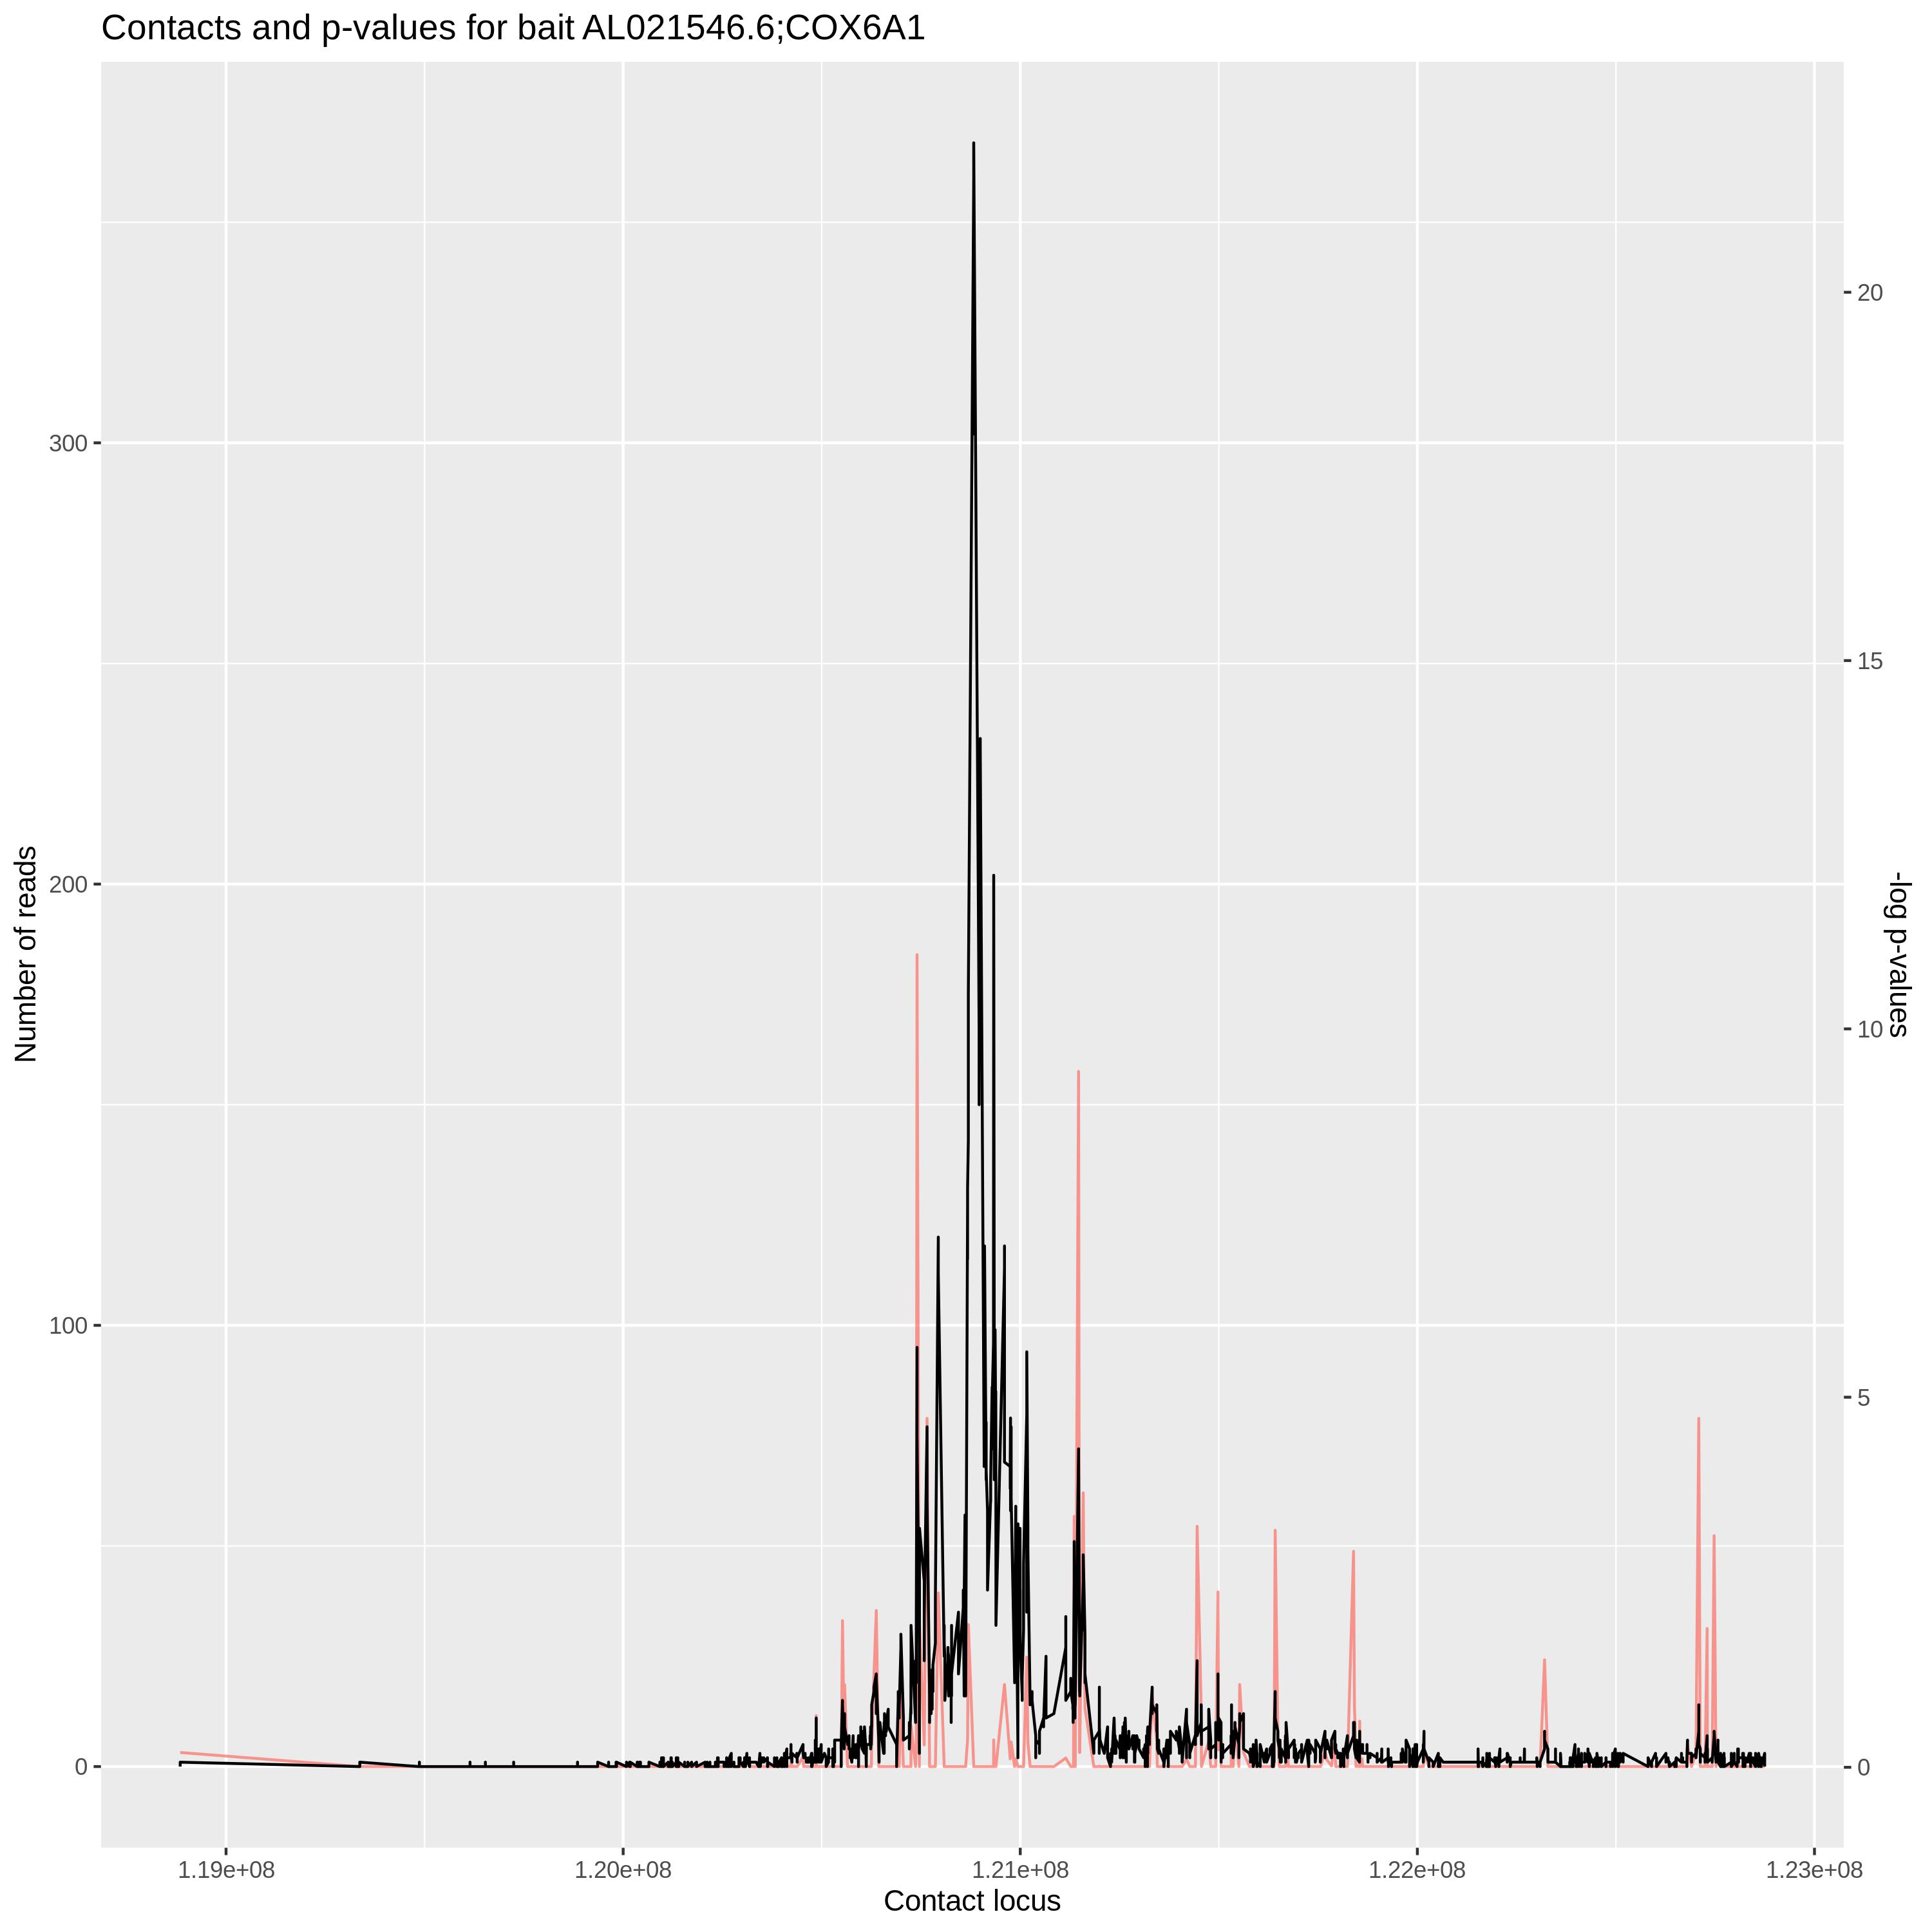 Contacts and p-values for bait AL021546.6;COX6A1
Number of reads
300
200
100
0
20
15
10
5
0
-log p-values
1.19e+08 1.20e+08 1.21e+08 1.22e+08 1.23e+08
Contact locus